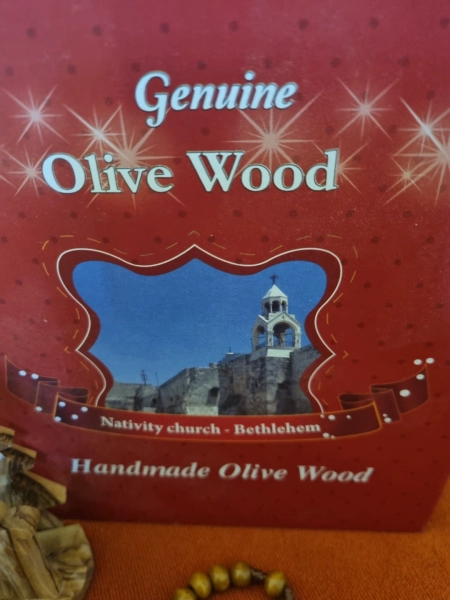 Genuine
Olive Wood
Nativity church - Bethlehem
Handmade Olive Wood